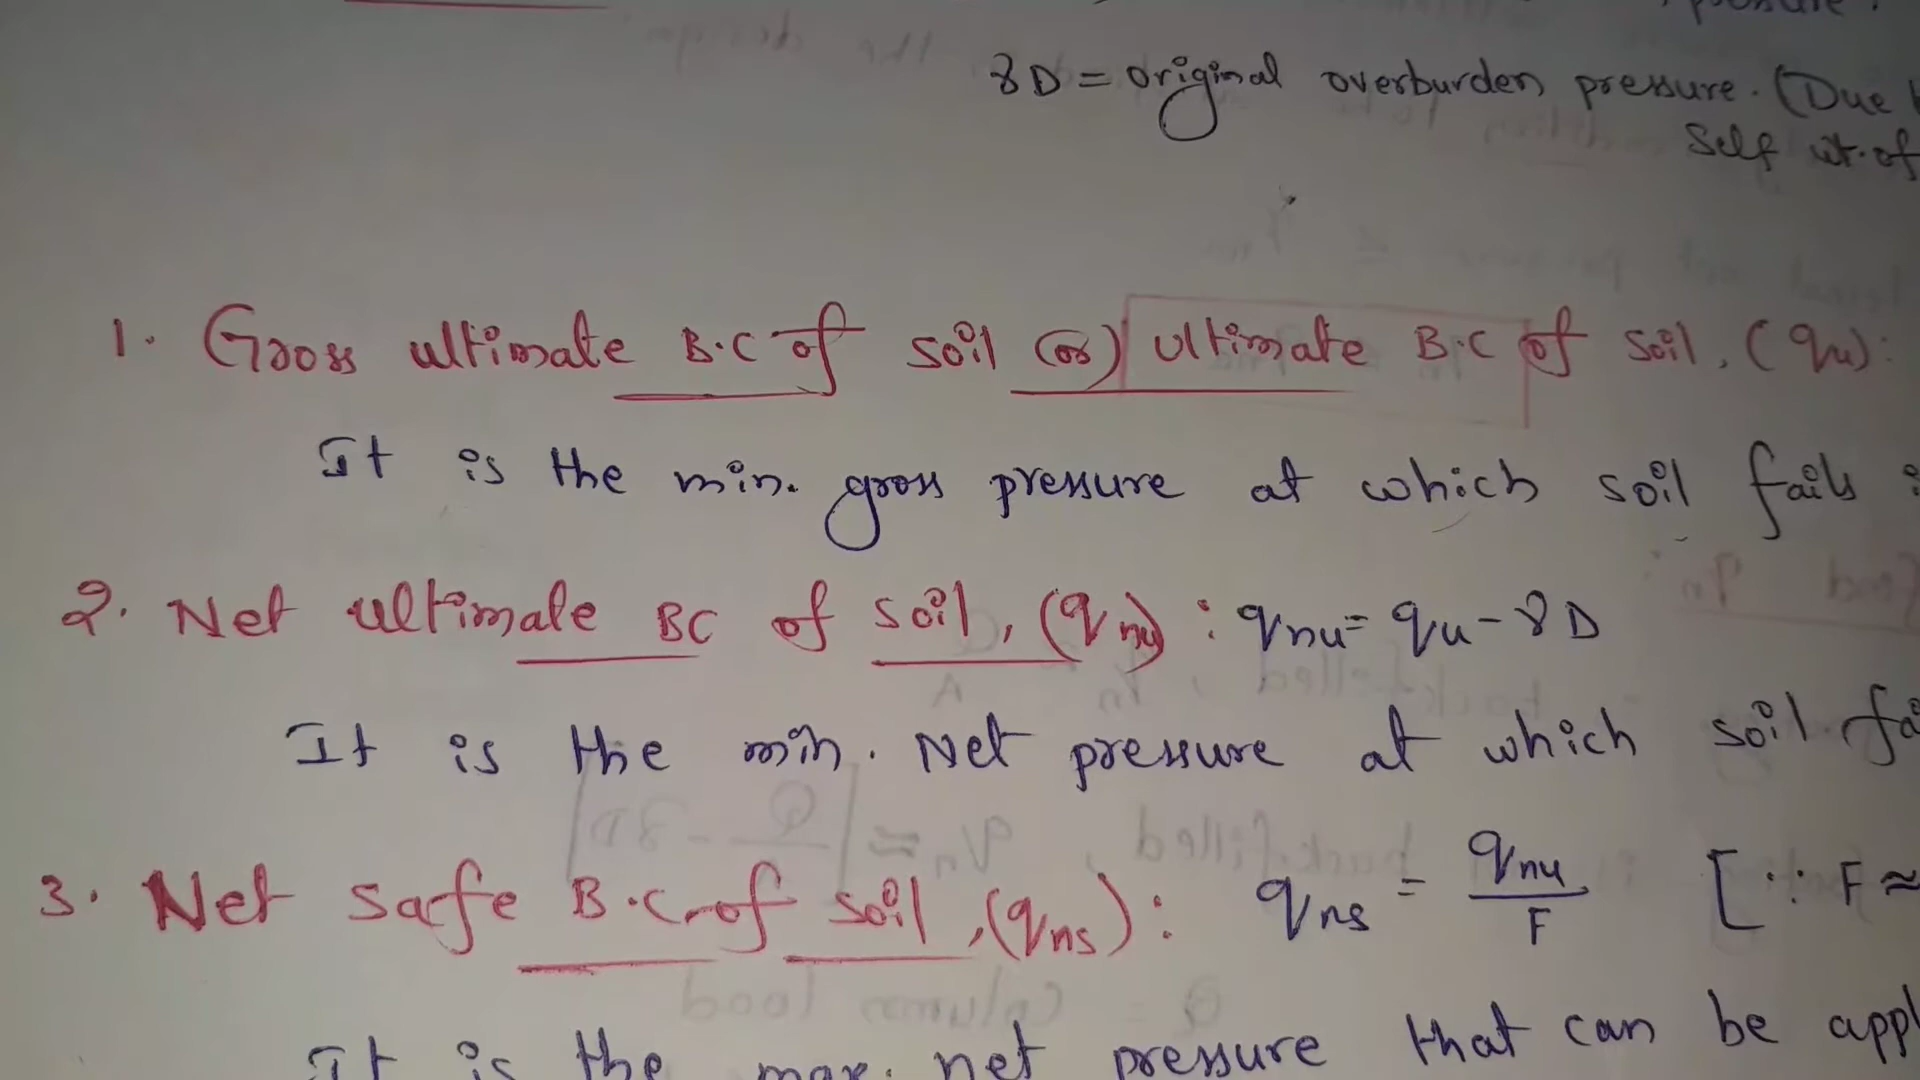 pressure.
γD = original overburden pressure. (Due
Self wt. of
1. Gross ultimate B.C of soil (or) ultimate B.C of soil, (qu):
It is the min. gross pressure at which soil fails
2. Net ultimate BC of soil, (qnu) : qnu = qu - γD
It is the min. Net pressure at which soil
3. Net safe B.C of soil, (qns): qns = qnu/F [∵ F ≈
It is the max. net pressure that can be appl